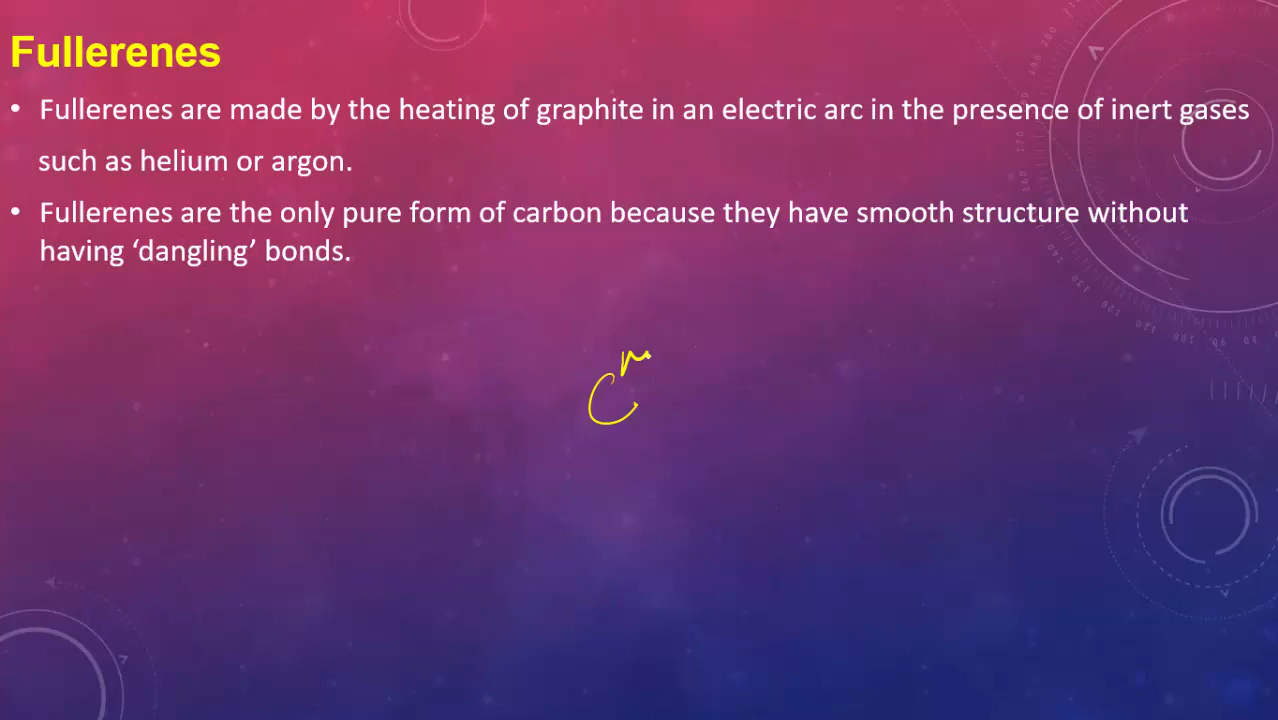 Fullerenes
• Fullerenes are made by the heating of graphite in an electric arc in the presence of inert gases
such as helium or argon.
• Fullerenes are the only pure form of carbon because they have smooth structure without
having ‘dangling’ bonds.